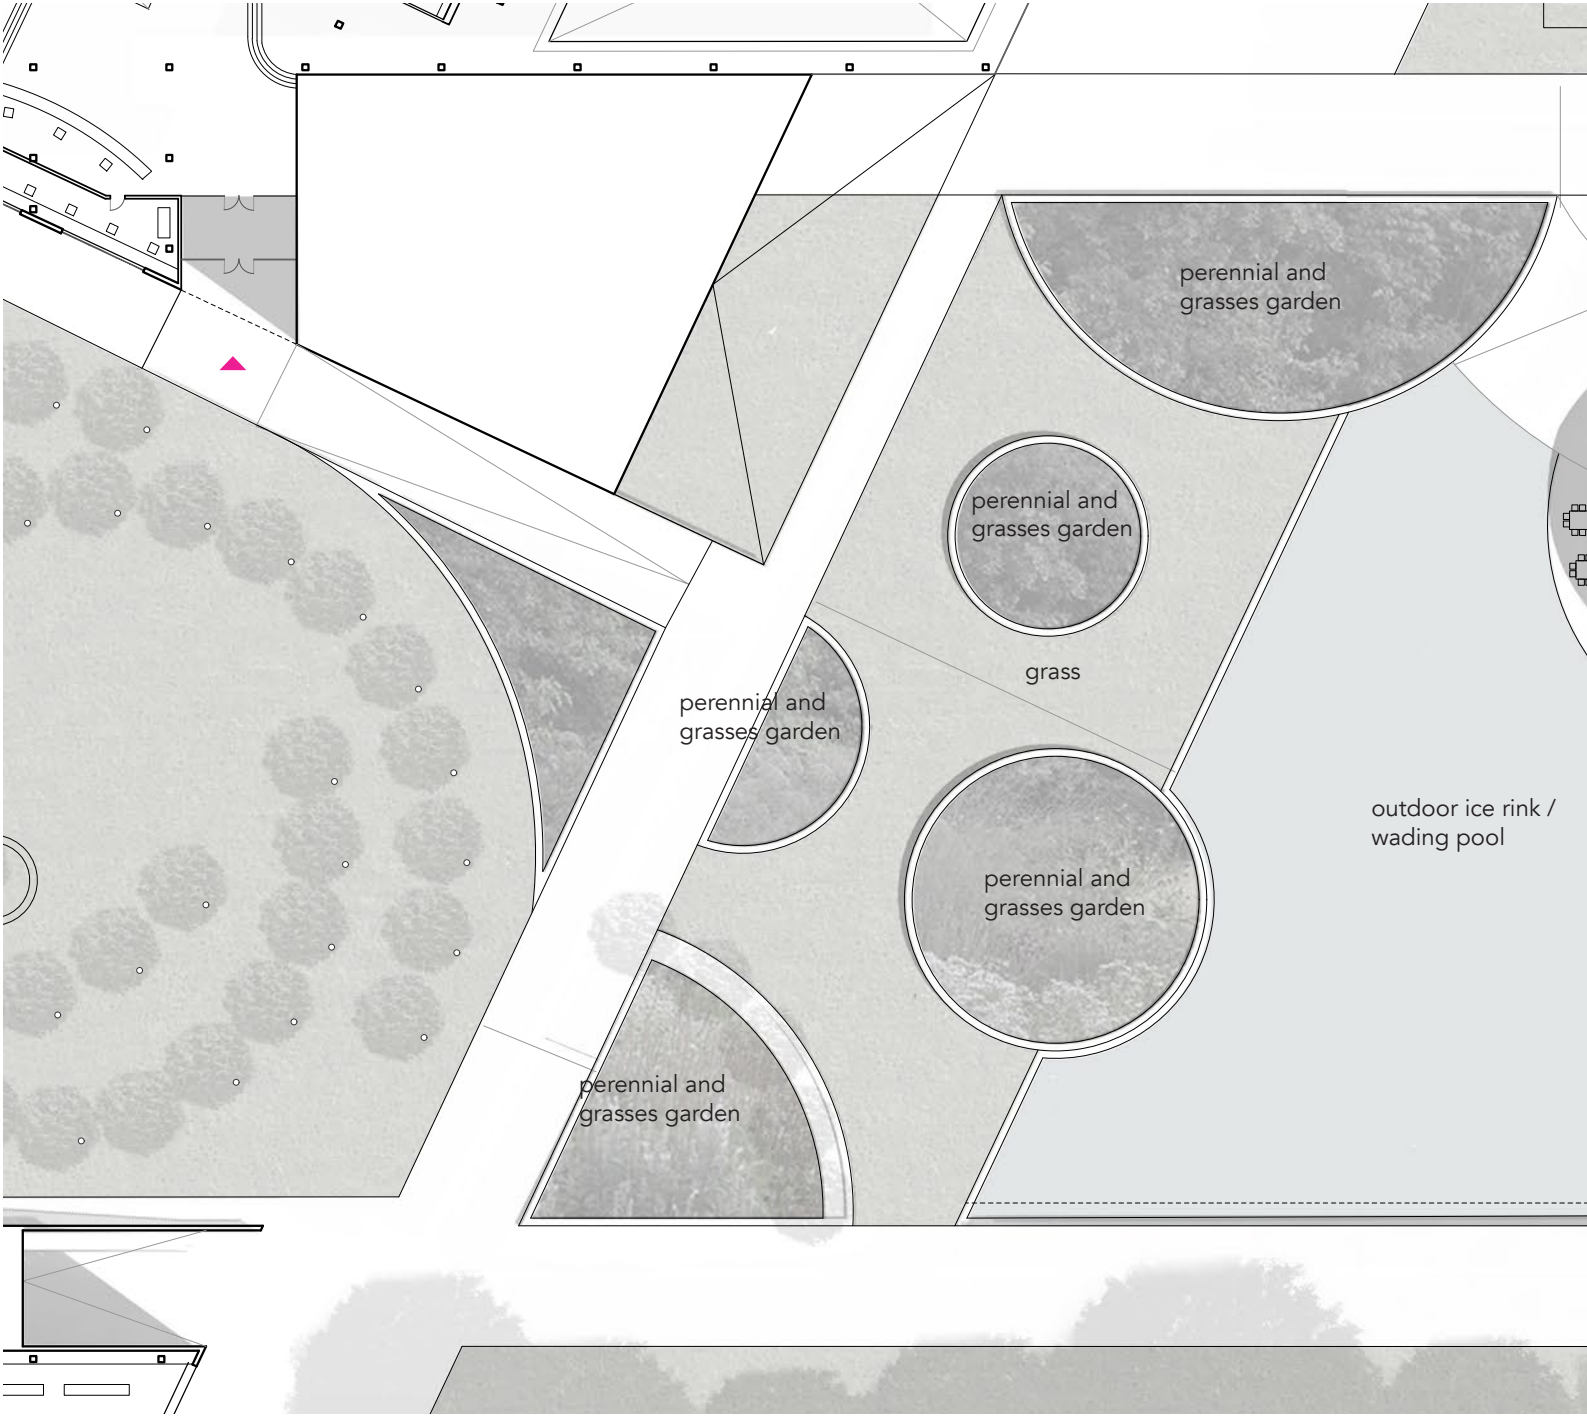 perennial and
grasses garden
perennial and
grasses garden
grass
perennial and
grasses garden
outdoor ice rink /
wading pool
perennial and
grasses garden
perennial and
grasses garden